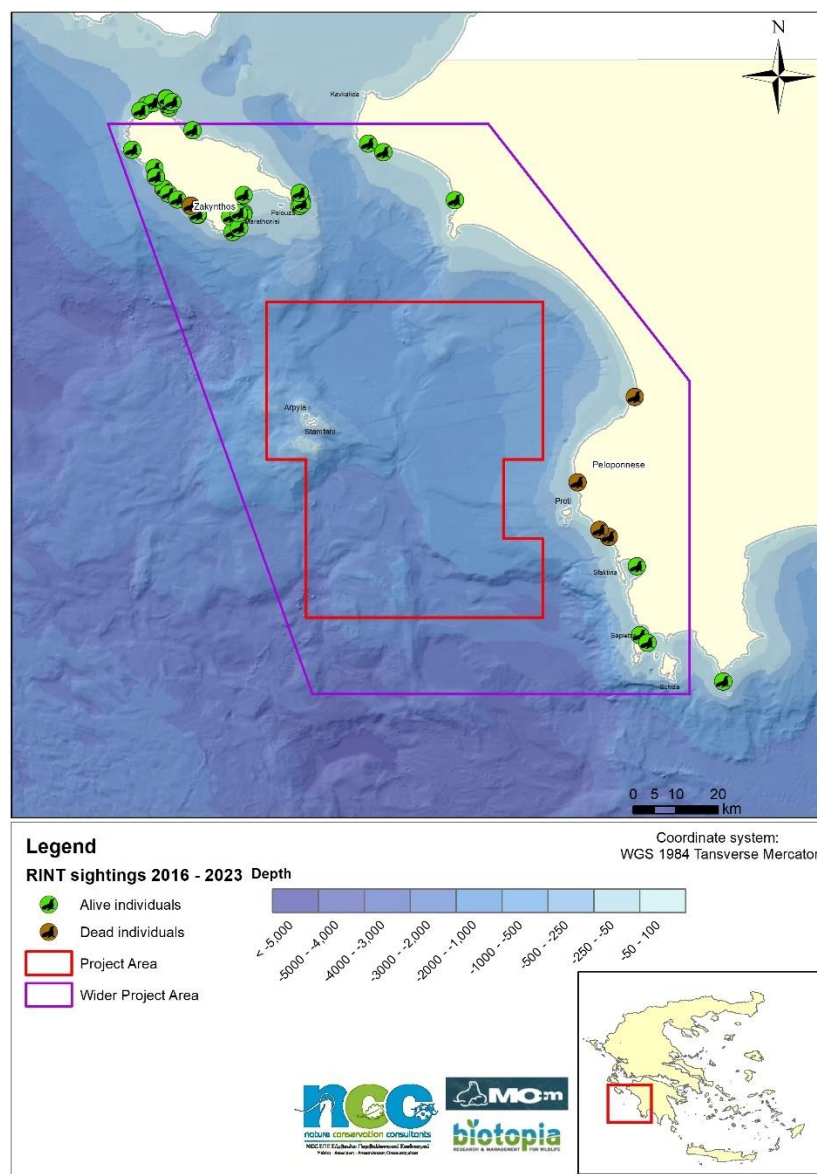 N
Kavkalida
Zakynthos
Pelouzo
Marathonisi
Arpyia
Stamfani
Peloponnese
Proti
Sfaktiria
Sapietza
Schiza
0 5 10 20
km
Legend
RINT sightings 2016 - 2023
Alive individuals
Dead individuals
Project Area
Wider Project Area
Depth
< -5,000
-5000 - -4,000
-4000 - -3,000
-3000 - -2,000
-2000 - -1,000
-1000 - -500
-500 - -250
-250 - -50
-50 - 100
Coordinate system:
WGS 1984 Tansverse Mercator
ncc
nature conservation consultants
MOm
biotopia
RESEARCH & MANAGEMENT FOR WILDLIFE